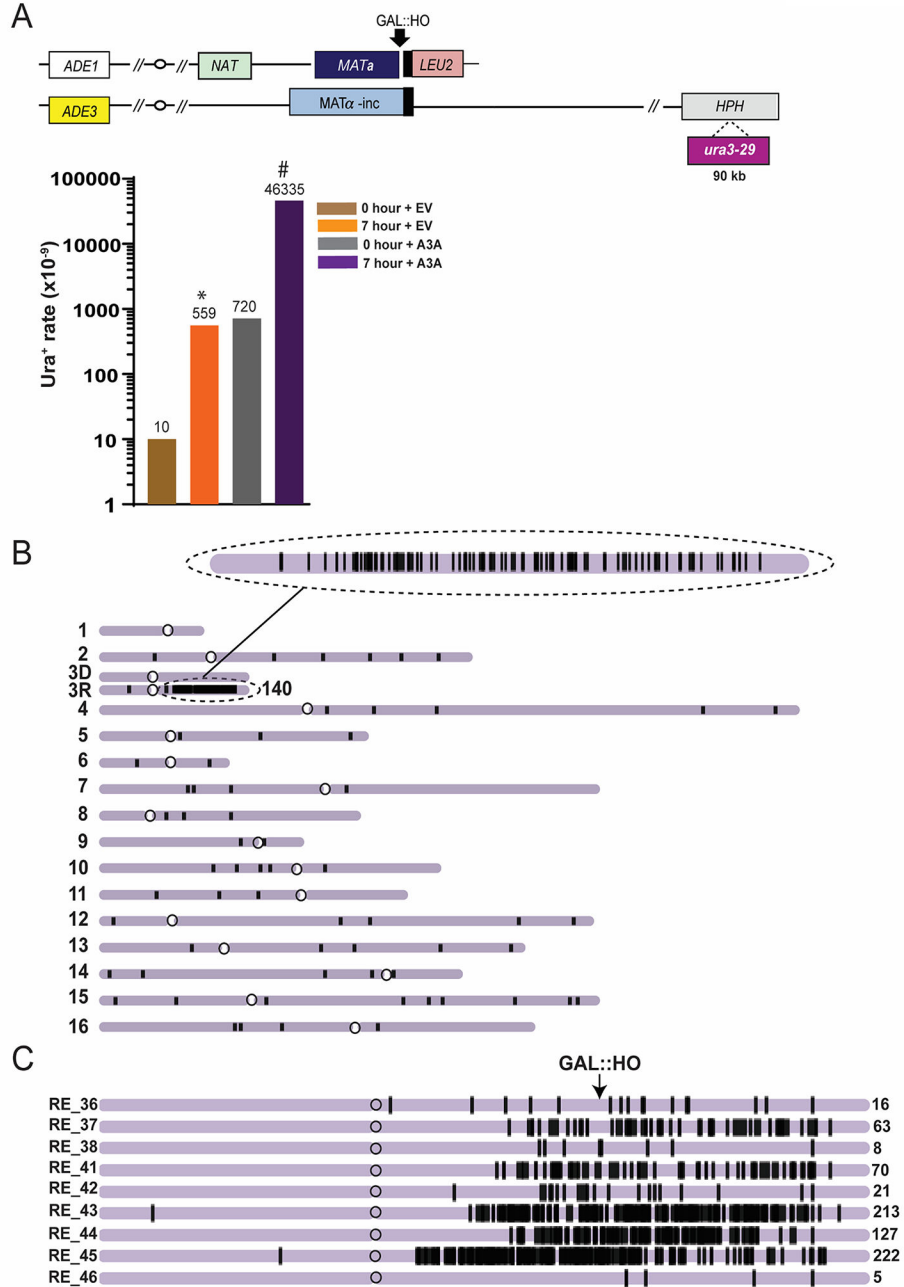 A
GAL::HO
ADE1 // // NAT MATa LEU2
ADE3 // // MATα -inc // HPH
ura3-29
90 kb
Ura⁺ rate (x10⁻⁹)
100000
10000
1000
100
10
1
10
*
559
720
#
46335
0 hour + EV
7 hour + EV
0 hour + A3A
7 hour + A3A
B
1
2
3D
3R 140
4
5
6
7
8
9
10
11
12
13
14
15
16
C
GAL::HO
RE_36 16
RE_37 63
RE_38 8
RE_41 70
RE_42 21
RE_43 213
RE_44 127
RE_45 222
RE_46 5